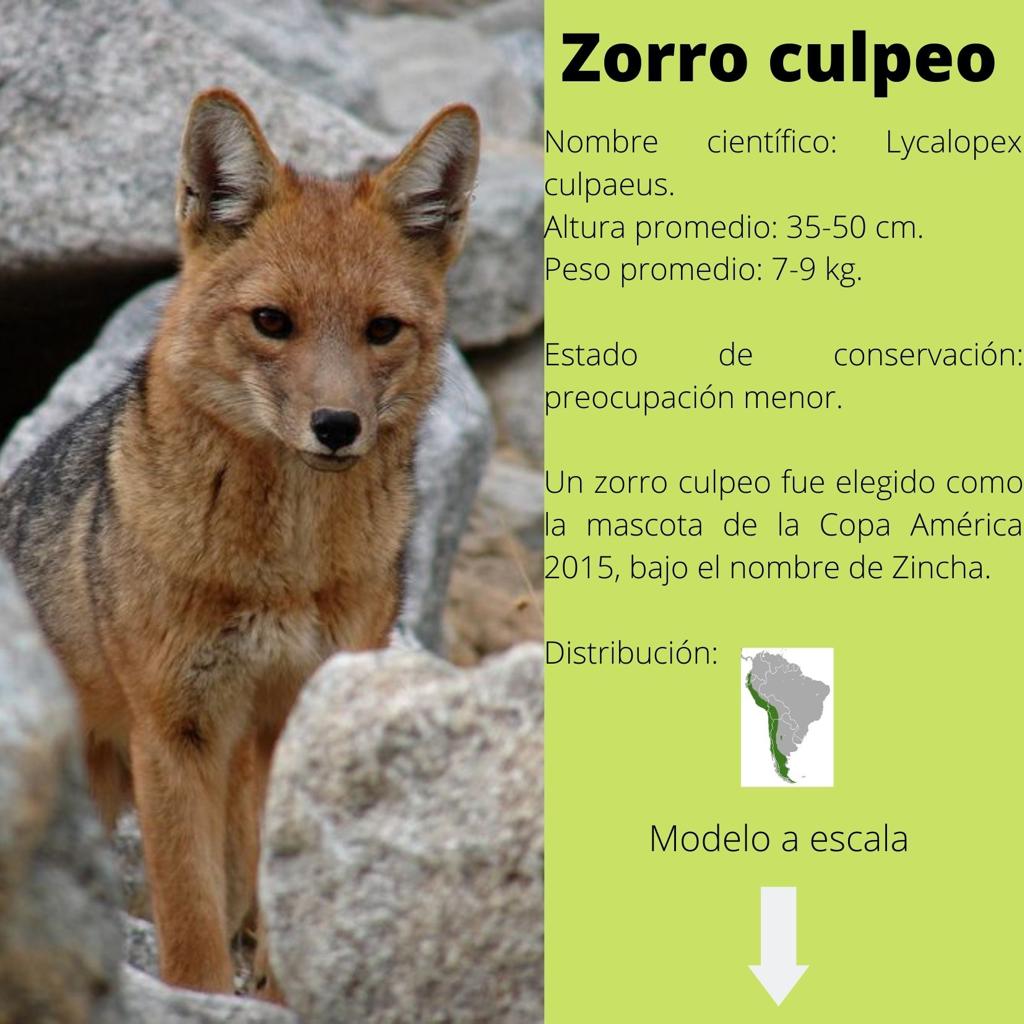 Zorro culpeo
Nombre científico: Lycalopex
culpaeus.
Altura promedio: 35-50 cm.
Peso promedio: 7-9 kg.
Estado de conservación:
preocupación menor.
Un zorro culpeo fue elegido como
la mascota de la Copa América
2015, bajo el nombre de Zincha.
Distribución:
Modelo a escala